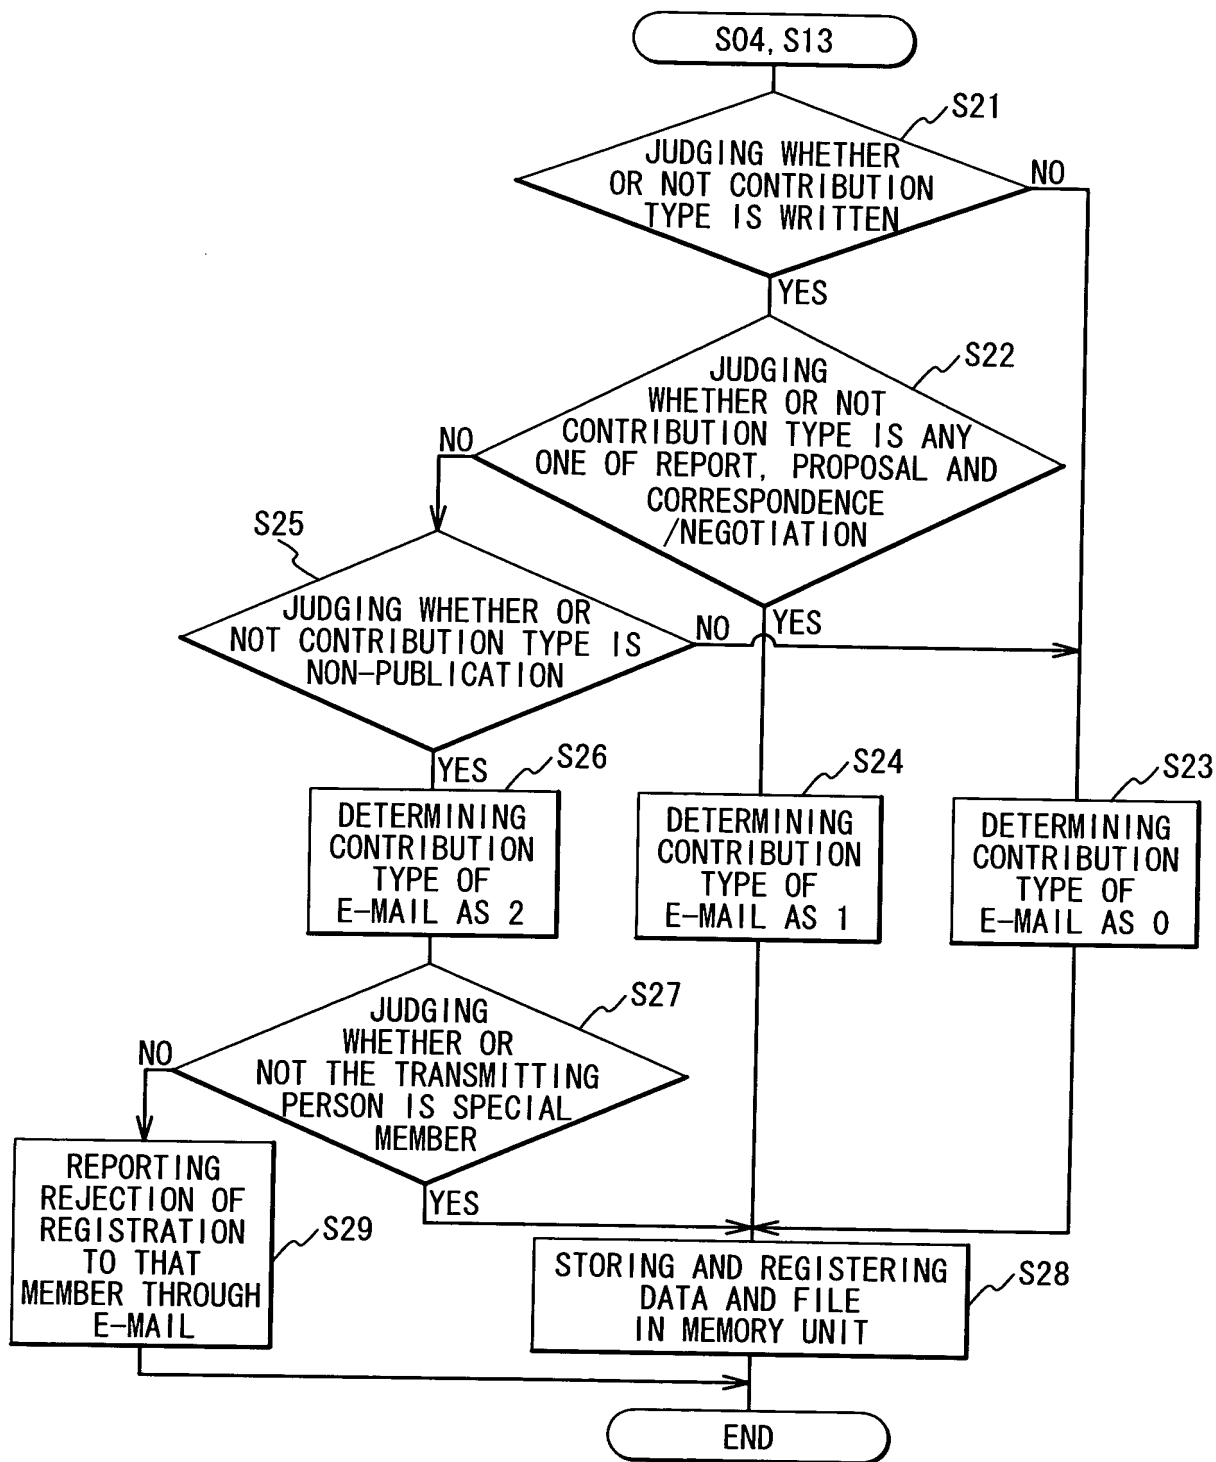 S04, S13
S21
JUDGING WHETHER
OR NOT CONTRIBUTION
TYPE IS WRITTEN
NO
YES
S22
JUDGING
WHETHER OR NOT
CONTRIBUTION TYPE IS ANY
ONE OF REPORT, PROPOSAL AND
CORRESPONDENCE
/NEGOTIATION
NO
YES
S25
JUDGING WHETHER OR
NOT CONTRIBUTION TYPE IS
NON-PUBLICATION
NO
YES
S26
DETERMINING
CONTRIBUTION
TYPE OF
E-MAIL AS 2
S24
DETERMINING
CONTRIBUTION
TYPE OF
E-MAIL AS 1
S23
DETERMINING
CONTRIBUTION
TYPE OF
E-MAIL AS 0
S27
JUDGING
WHETHER OR
NOT THE TRANSMITTING
PERSON IS SPECIAL
MEMBER
NO
YES
REPORTING
REJECTION OF
REGISTRATION
TO THAT
MEMBER THROUGH
E-MAIL
S29
STORING AND REGISTERING
DATA AND FILE
IN MEMORY UNIT
S28
END